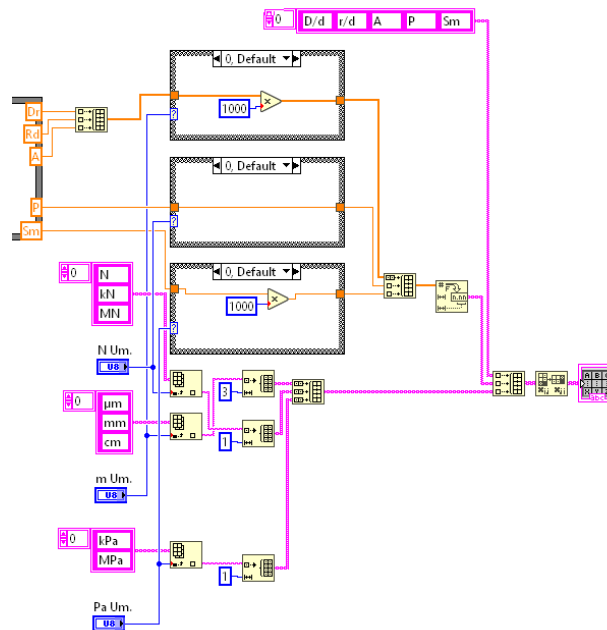 0 D/d r/d A P Sm
0, Default
1000
Dr
Rd
A
?
0, Default
P
Sm
?
0, Default
0 N
kN
MN
1000
?
N Um.
U8
3
0 µm
mm
cm
1
m Um.
U8
0 kPa
MPa
1
Pa Um.
U8